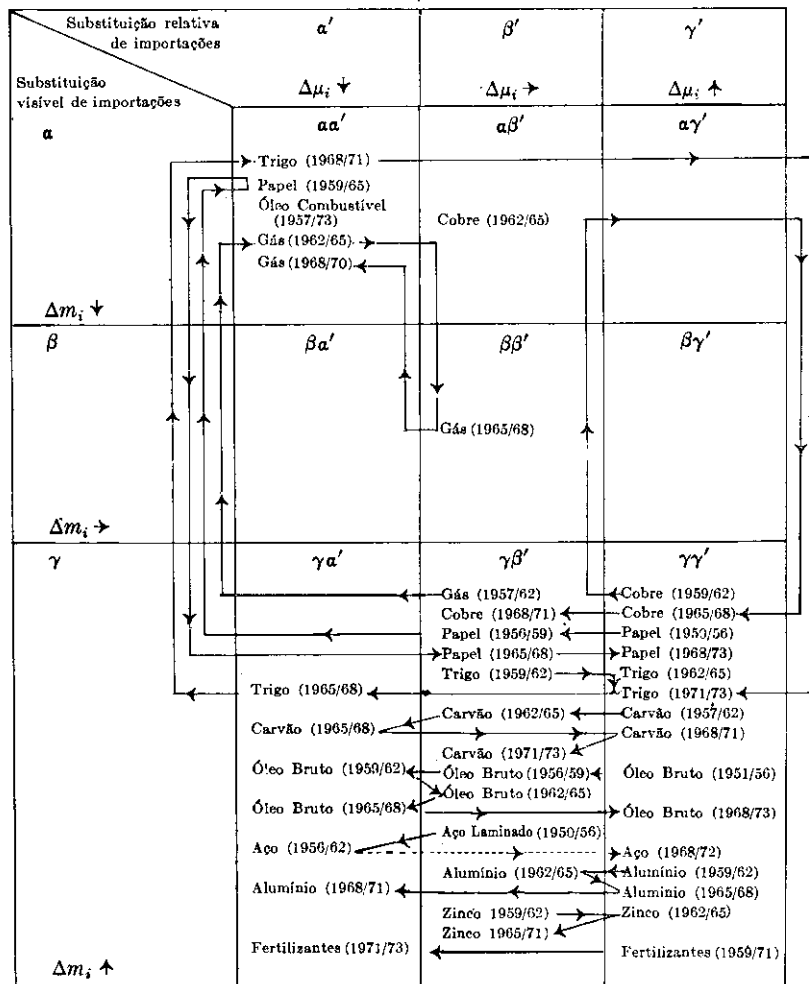 Substituição relativa
de importações
α′ β′ γ′
Substituição
visível de importações
Δμi ↓ Δμi → Δμi ↑
α αα′ αβ′ αγ′
Trigo (1968/71)
Papel (1959/65)
Óleo Combustível
(1957/73)
Cobre (1962/65)
Gás (1962/65)
Gás (1968/70)
Δmi ↓
β βα′ ββ′ βγ′
Gás (1965/68)
Δmi →
γ γα′ γβ′ γγ′
Gás (1957/62) Cobre (1959/62)
Cobre (1968/71) Cobre (1965/68)
Papel (1956/59) Papel (1950/56)
Papel (1965/68) Papel (1968/73)
Trigo (1959/62) Trigo (1962/65)
Trigo (1965/68) Trigo (1971/73)
Carvão (1962/65) Carvão (1957/62)
Carvão (1965/68) Carvão (1968/71)
Carvão (1971/73)
Óleo Bruto (1959/62) Óleo Bruto (1956/59) Óleo Bruto (1951/56)
Óleo Bruto (1962/65)
Óleo Bruto (1965/68) Óleo Bruto (1968/73)
Aço Laminado (1950/56)
Aço (1956/62) Aço (1968/72)
Alumínio (1962/65) Alumínio (1959/62)
Alumínio (1968/71) Aluminio (1965/68)
Zinco 1959/62) Zinco (1962/65)
Zinco 1965/71)
Fertilizantes (1971/73) Fertilizantes (1959/71)
Δmi ↑